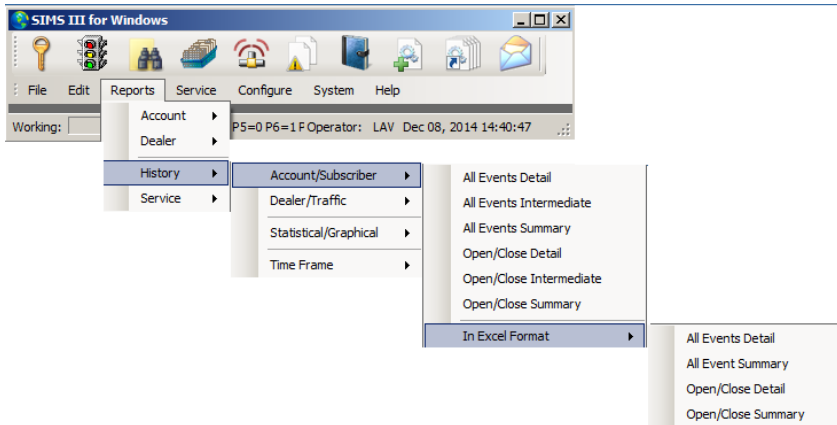 SIMS III for Windows
File Edit Reports Service Configure System Help
Working: P5=0 P6=1 F Operator: LAV Dec 08, 2014 14:40:47
Account
Dealer
History
Service
Account/Subscriber
Dealer/Traffic
Statistical/Graphical
Time Frame
All Events Detail
All Events Intermediate
All Events Summary
Open/Close Detail
Open/Close Intermediate
Open/Close Summary
In Excel Format
All Events Detail
All Event Summary
Open/Close Detail
Open/Close Summary